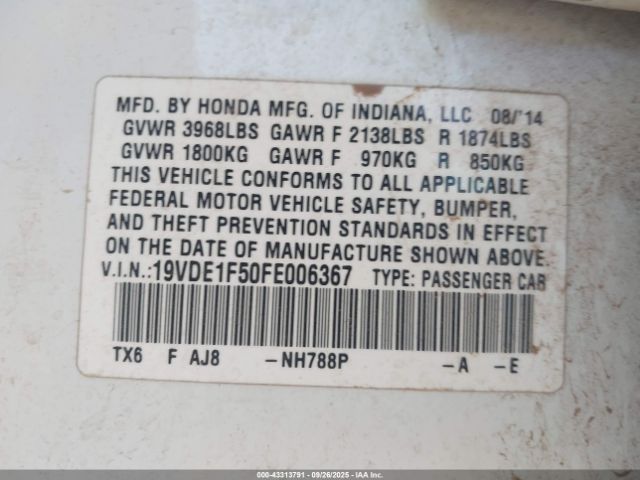 MFD. BY HONDA MFG. OF INDIANA, LLC 08/'14
GVWR 3968LBS GAWR F 2138LBS R 1874LBS
GVWR 1800KG GAWR F 970KG R 850KG
THIS VEHICLE CONFORMS TO ALL APPLICABLE
FEDERAL MOTOR VEHICLE SAFETY, BUMPER,
AND THEFT PREVENTION STANDARDS IN EFFECT
ON THE DATE OF MANUFACTURE SHOWN ABOVE.
V.I.N.:19VDE1F50FE006367 TYPE: PASSENGER CAR
TX6 F AJ8 -NH788P -A -E
000-43313791 - 09/26/2025 - IAA Holdings, LLC.